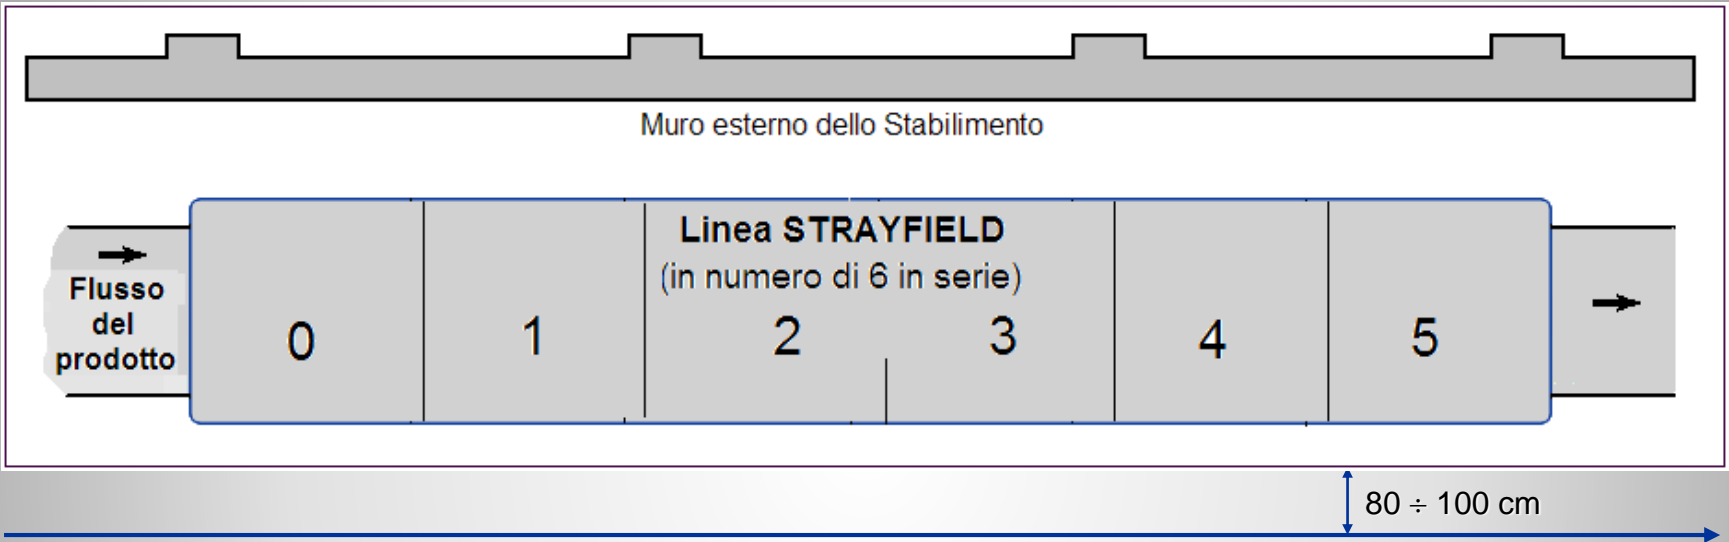 Muro esterno dello Stabilimento
Linea STRAYFIELD
(in numero di 6 in serie)
Flusso
del
prodotto
0 1 2 3 4 5
80 ÷ 100 cm